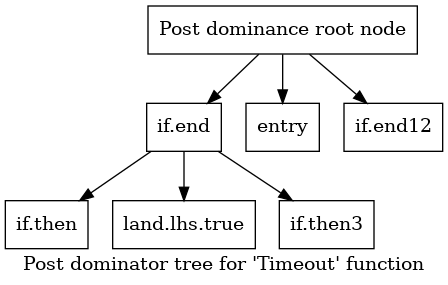 Post dominance root node
if.end
entry
if.end12
if.then
land.lhs.true
if.then3
Post dominator tree for 'Timeout' function